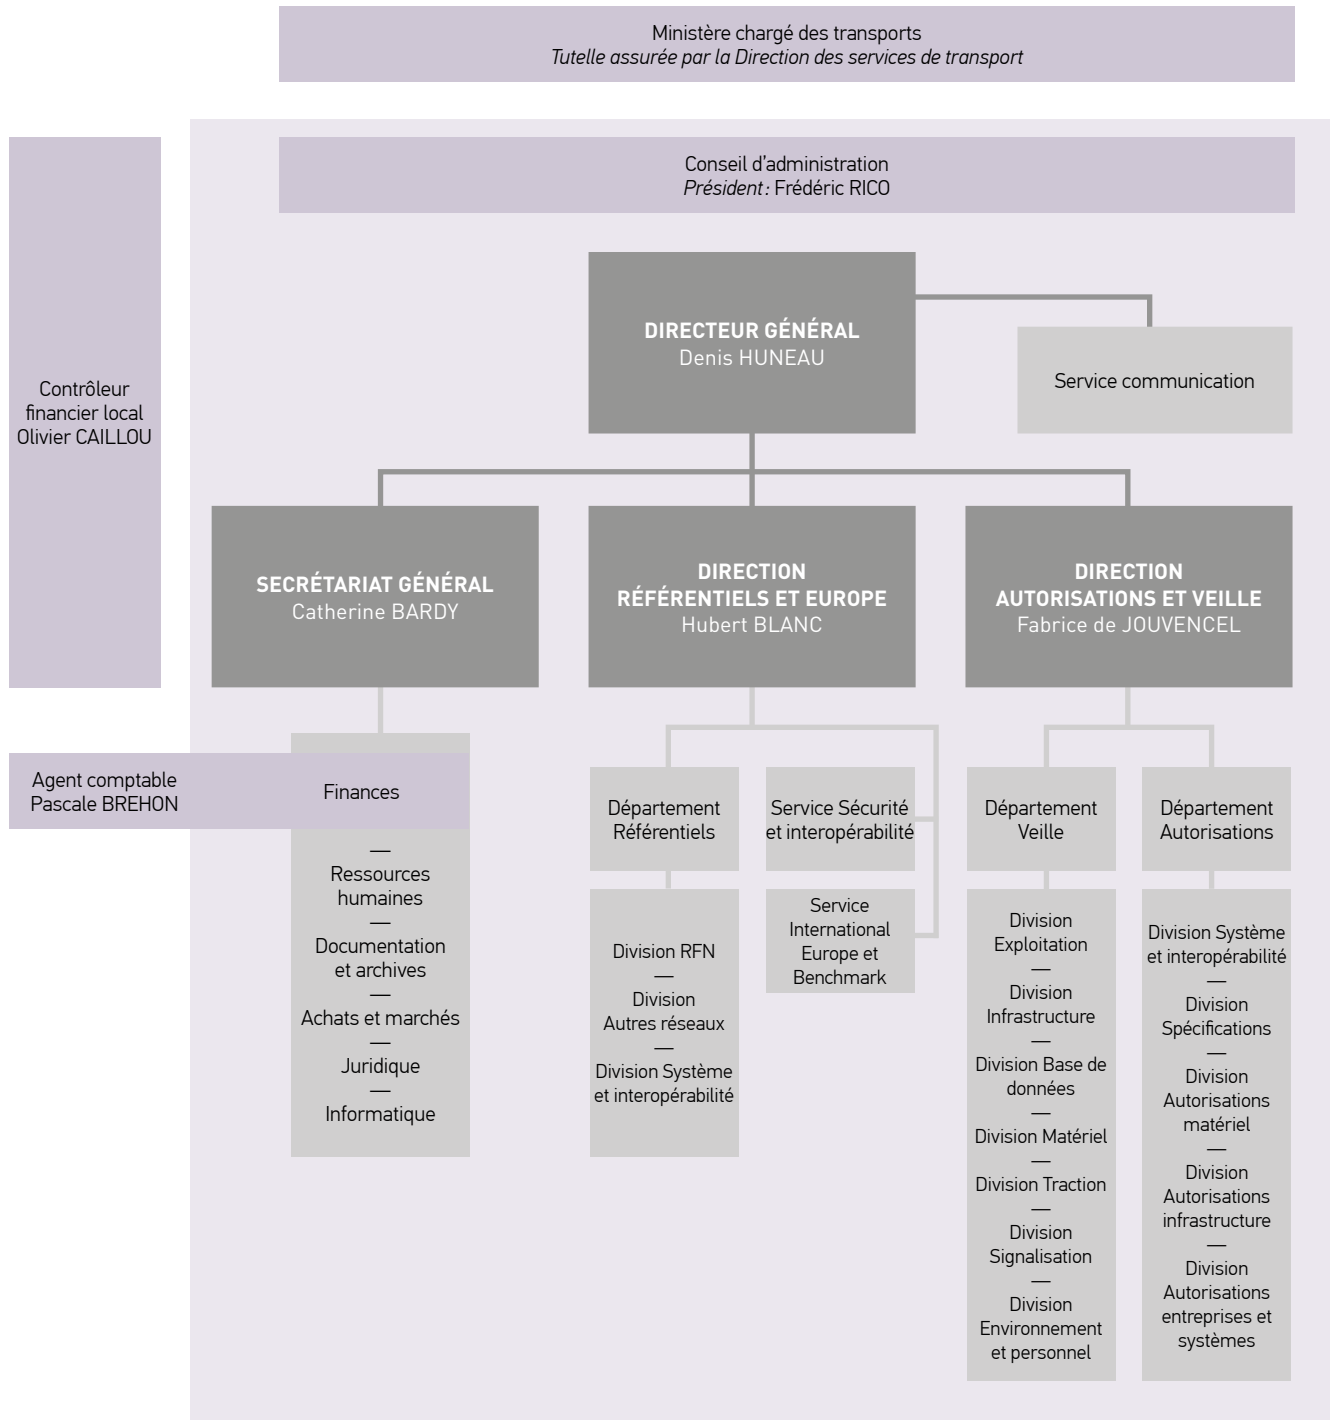 Ministère chargé des transports
Tutelle assurée par la Direction des services de transport
Conseil d'administration
Président : Frédéric RICO
Contrôleur
financier local
Olivier CAILLOU
DIRECTEUR GÉNÉRAL
Denis HUNEAU
Service communication
SECRÉTARIAT GÉNÉRAL
Catherine BARDY
DIRECTION
RÉFÉRENTIELS ET EUROPE
Hubert BLANC
DIRECTION
AUTORISATIONS ET VEILLE
Fabrice de JOUVENCEL
Agent comptable
Pascale BREHON
Finances
—
Ressources
humaines
—
Documentation
et archives
—
Achats et marchés
—
Juridique
—
Informatique
Département
Référentiels
Division RFN
—
Division
Autres réseaux
—
Division Système
et interopérabilité
Service Sécurité
et interopérabilité
Service
International
Europe et
Benchmark
Département
Veille
Division
Exploitation
—
Division
Infrastructure
—
Division Base de
données
—
Division Matériel
—
Division Traction
—
Division
Signalisation
—
Division
Environnement
et personnel
Département
Autorisations
Division Système
et interopérabilité
—
Division
Spécifications
—
Division
Autorisations
matériel
—
Division
Autorisations
infrastructure
—
Division
Autorisations
entreprises et
systèmes